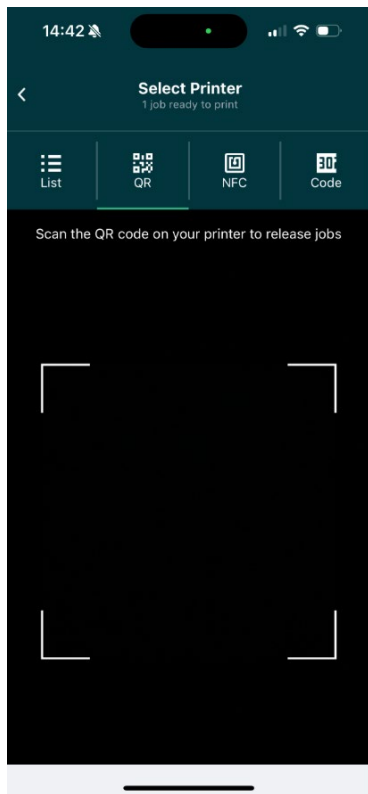 14:42
Select Printer
1 job ready to print
List
QR
NFC
30
Code
Scan the QR code on your printer to release jobs